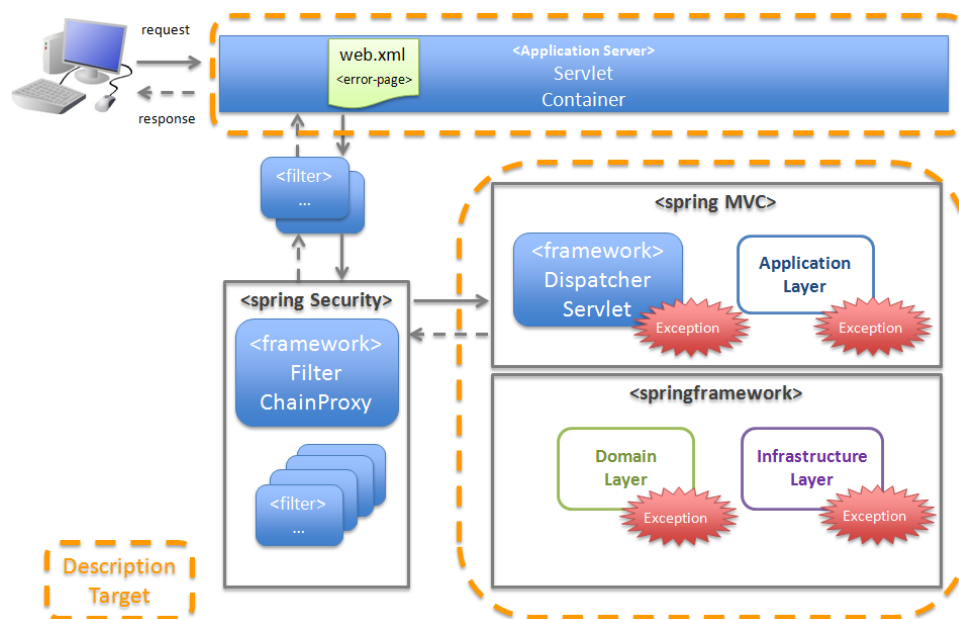 request
response
web.xml
<error-page>
<Application Server>
Servlet
Container
<filter>
...
<spring Security>
<framework>
Filter
ChainProxy
<filter>
...
<spring MVC>
<framework>
Dispatcher
Servlet
Exception
Application
Layer
Exception
<springframework>
Domain
Layer
Exception
Infrastructure
Layer
Exception
Description
Target